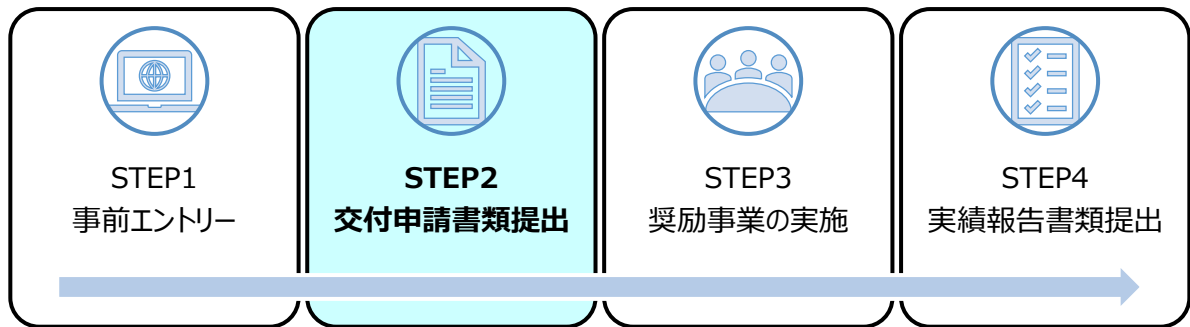 STEP1
事前エントリー
STEP2
交付申請書類提出
STEP3
奨励事業の実施
STEP4
実績報告書類提出